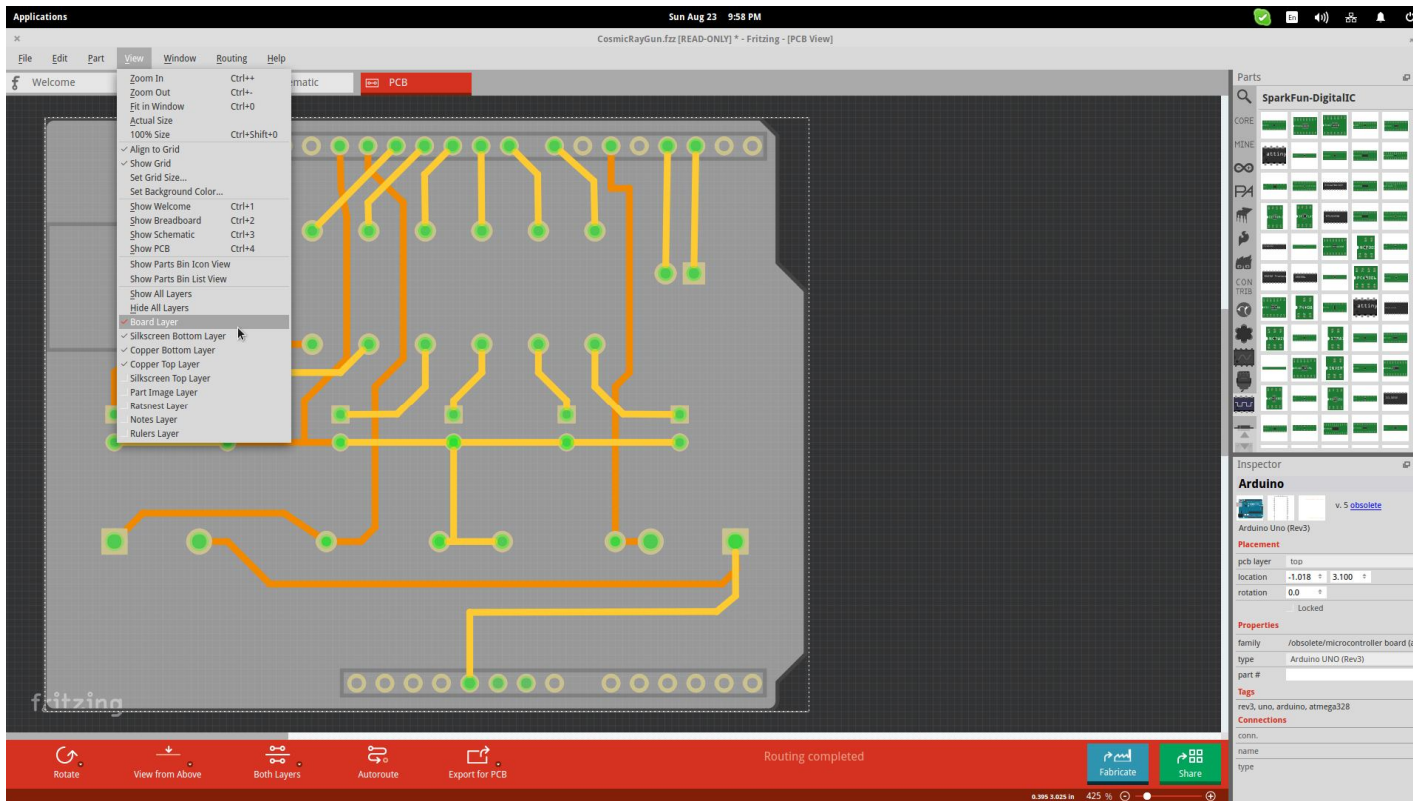 Applications
Sun Aug 23 9:58 PM
En
CosmicRayGun.fzz [READ-ONLY] * - Fritzing - [PCB View]
File Edit Part View Window Routing Help
Welcome
ematic
PCB
Zoom In Ctrl++
Zoom Out Ctrl+-
Fit in Window Ctrl+0
Actual Size
100% Size Ctrl+Shift+0
Align to Grid
Show Grid
Set Grid Size...
Set Background Color...
Show Welcome Ctrl+1
Show Breadboard Ctrl+2
Show Schematic Ctrl+3
Show PCB Ctrl+4
Show Parts Bin Icon View
Show Parts Bin List View
Show All Layers
Hide All Layers
Board Layer
Silkscreen Bottom Layer
Copper Bottom Layer
Copper Top Layer
Silkscreen Top Layer
Part Image Layer
Ratsnest Layer
Notes Layer
Rulers Layer
fritzing
Parts
SparkFun-DigitalIC
CORE
MINE
CON
TRIB
Inspector
Arduino
v. 5 obsolete
Arduino Uno (Rev3)
Placement
pcb layer top
location -1.018 3.100
rotation 0.0
Locked
Properties
family /obsolete/microcontroller board (a
type Arduino UNO (Rev3)
part #
Tags
rev3, uno, arduino, atmega328
Connections
conn.
name
type
Rotate
View from Above
Both Layers
Autoroute
Export for PCB
Routing completed
Fabricate
Share
0.395 3.025 in 425 %